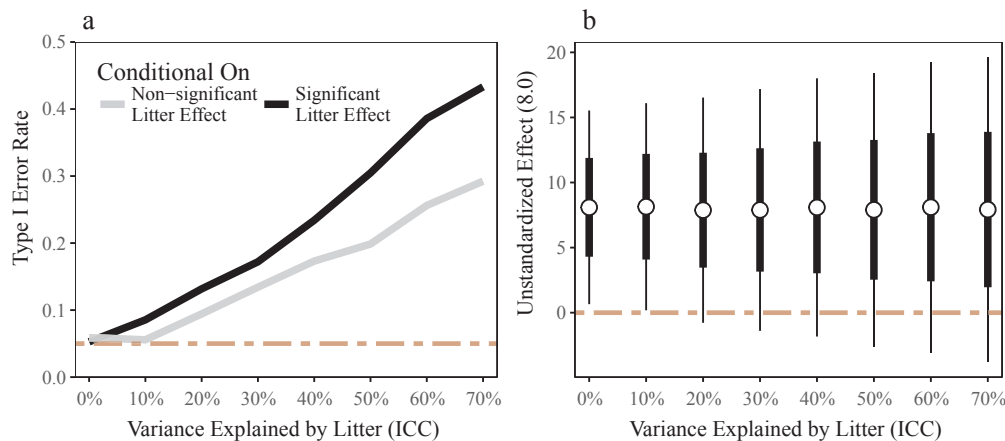 a
Type I Error Rate
0.5
0.4
0.3
0.2
0.1
0.0
Conditional On
Non−significant
Litter Effect
Significant
Litter Effect
0% 10% 20% 30% 40% 50% 60% 70%
Variance Explained by Litter (ICC)
b
Unstandardized Effect (8.0)
20
15
10
5
0
0% 10% 20% 30% 40% 50% 60% 70%
Variance Explained by Litter (ICC)